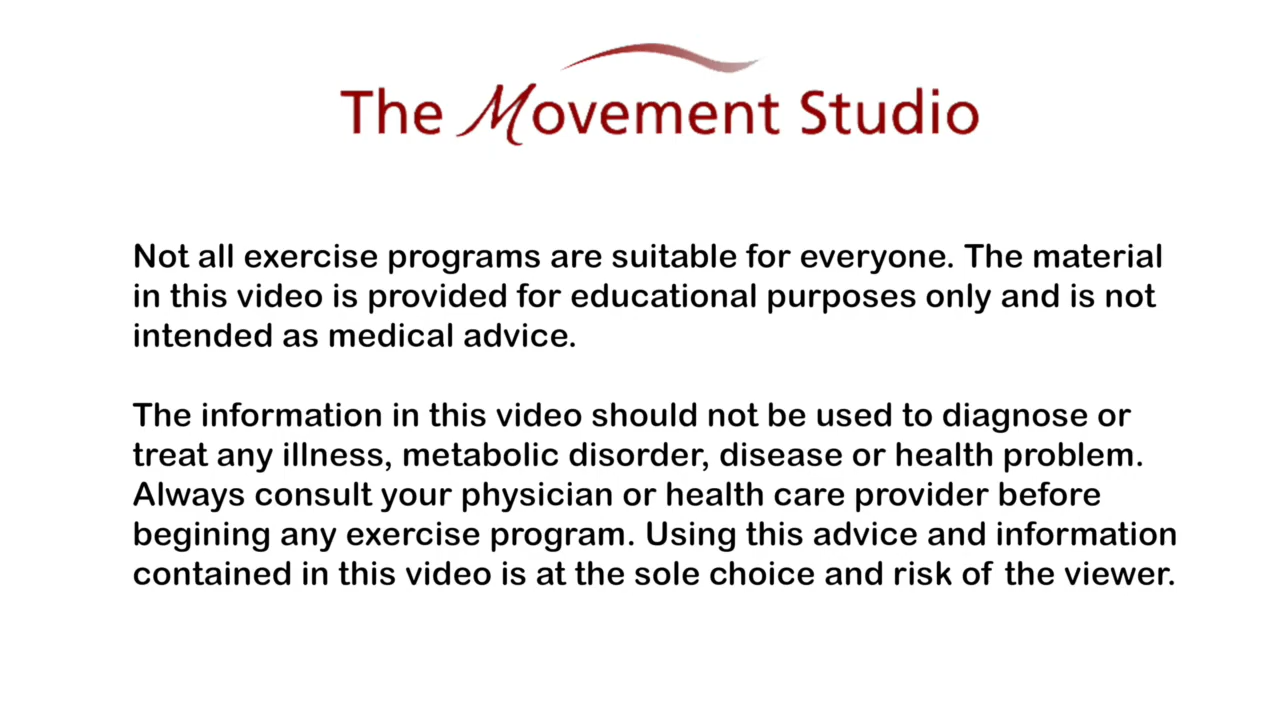 The Movement Studio
Not all exercise programs are suitable for everyone. The material
in this video is provided for educational purposes only and is not
intended as medical advice.
The information in this video should not be used to diagnose or
treat any illness, metabolic disorder, disease or health problem.
Always consult your physician or health care provider before
begining any exercise program. Using this advice and information
contained in this video is at the sole choice and risk of the viewer.